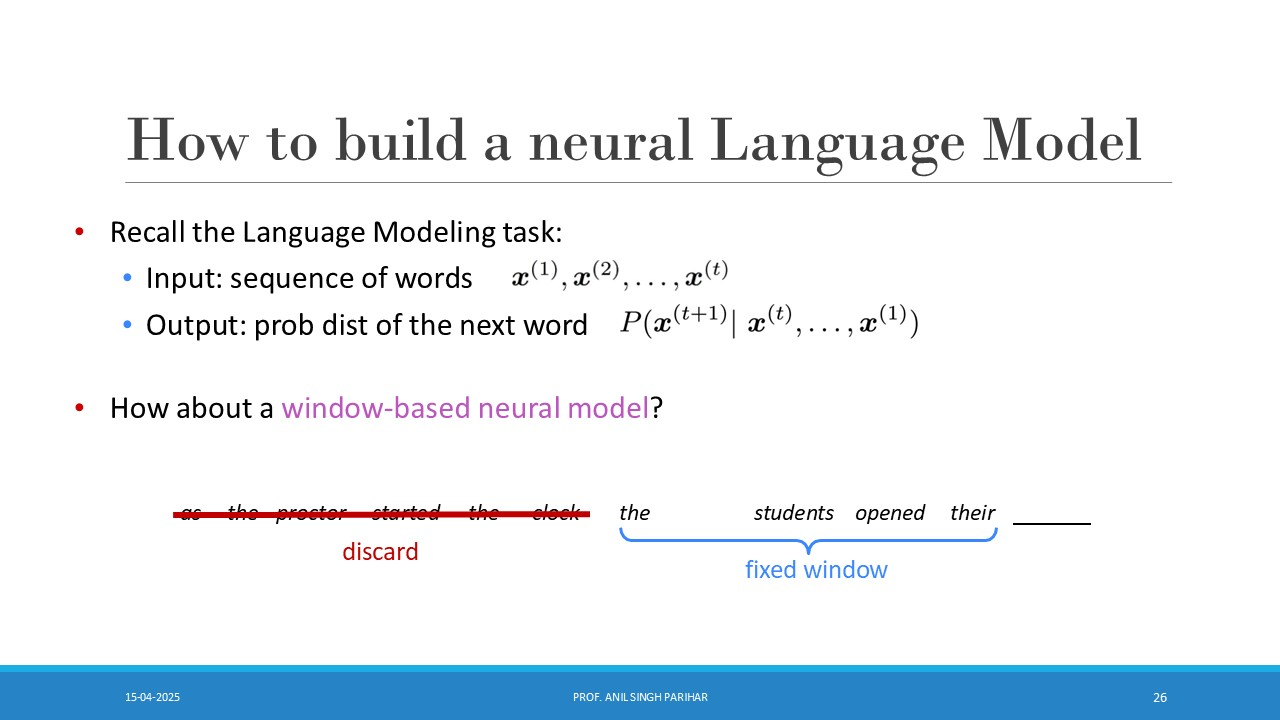 How to build a neural Language Model
• Recall the Language Modeling task:
• Input: sequence of words x^(1), x^(2), . . . , x^(t)
• Output: prob dist of the next word P(x^(t+1)| x^(t), . . . , x^(1))
• How about a window-based neural model?
as the proctor started the clock the students opened their ______
discard
fixed window
15-04-2025 PROF. ANIL SINGH PARIHAR 26